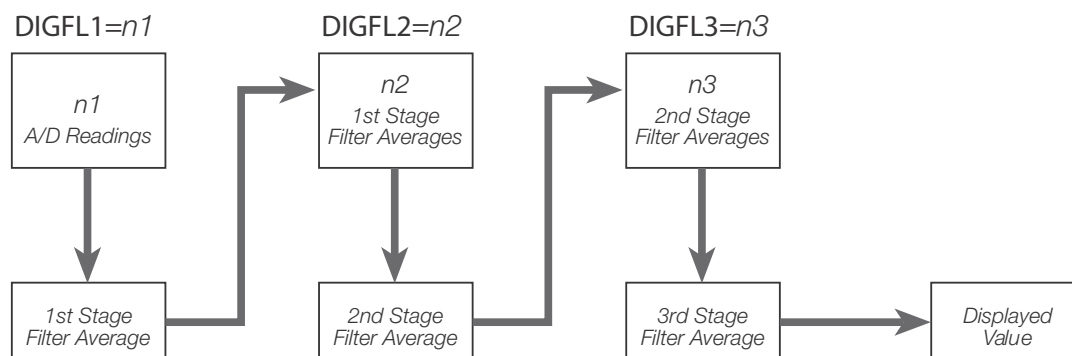 DIGFL1=n1
n1
A/D Readings
1st Stage
Filter Average
DIGFL2=n2
n2
1st Stage
Filter Averages
2nd Stage
Filter Average
DIGFL3=n3
n3
2nd Stage
Filter Averages
3rd Stage
Filter Average
Displayed
Value